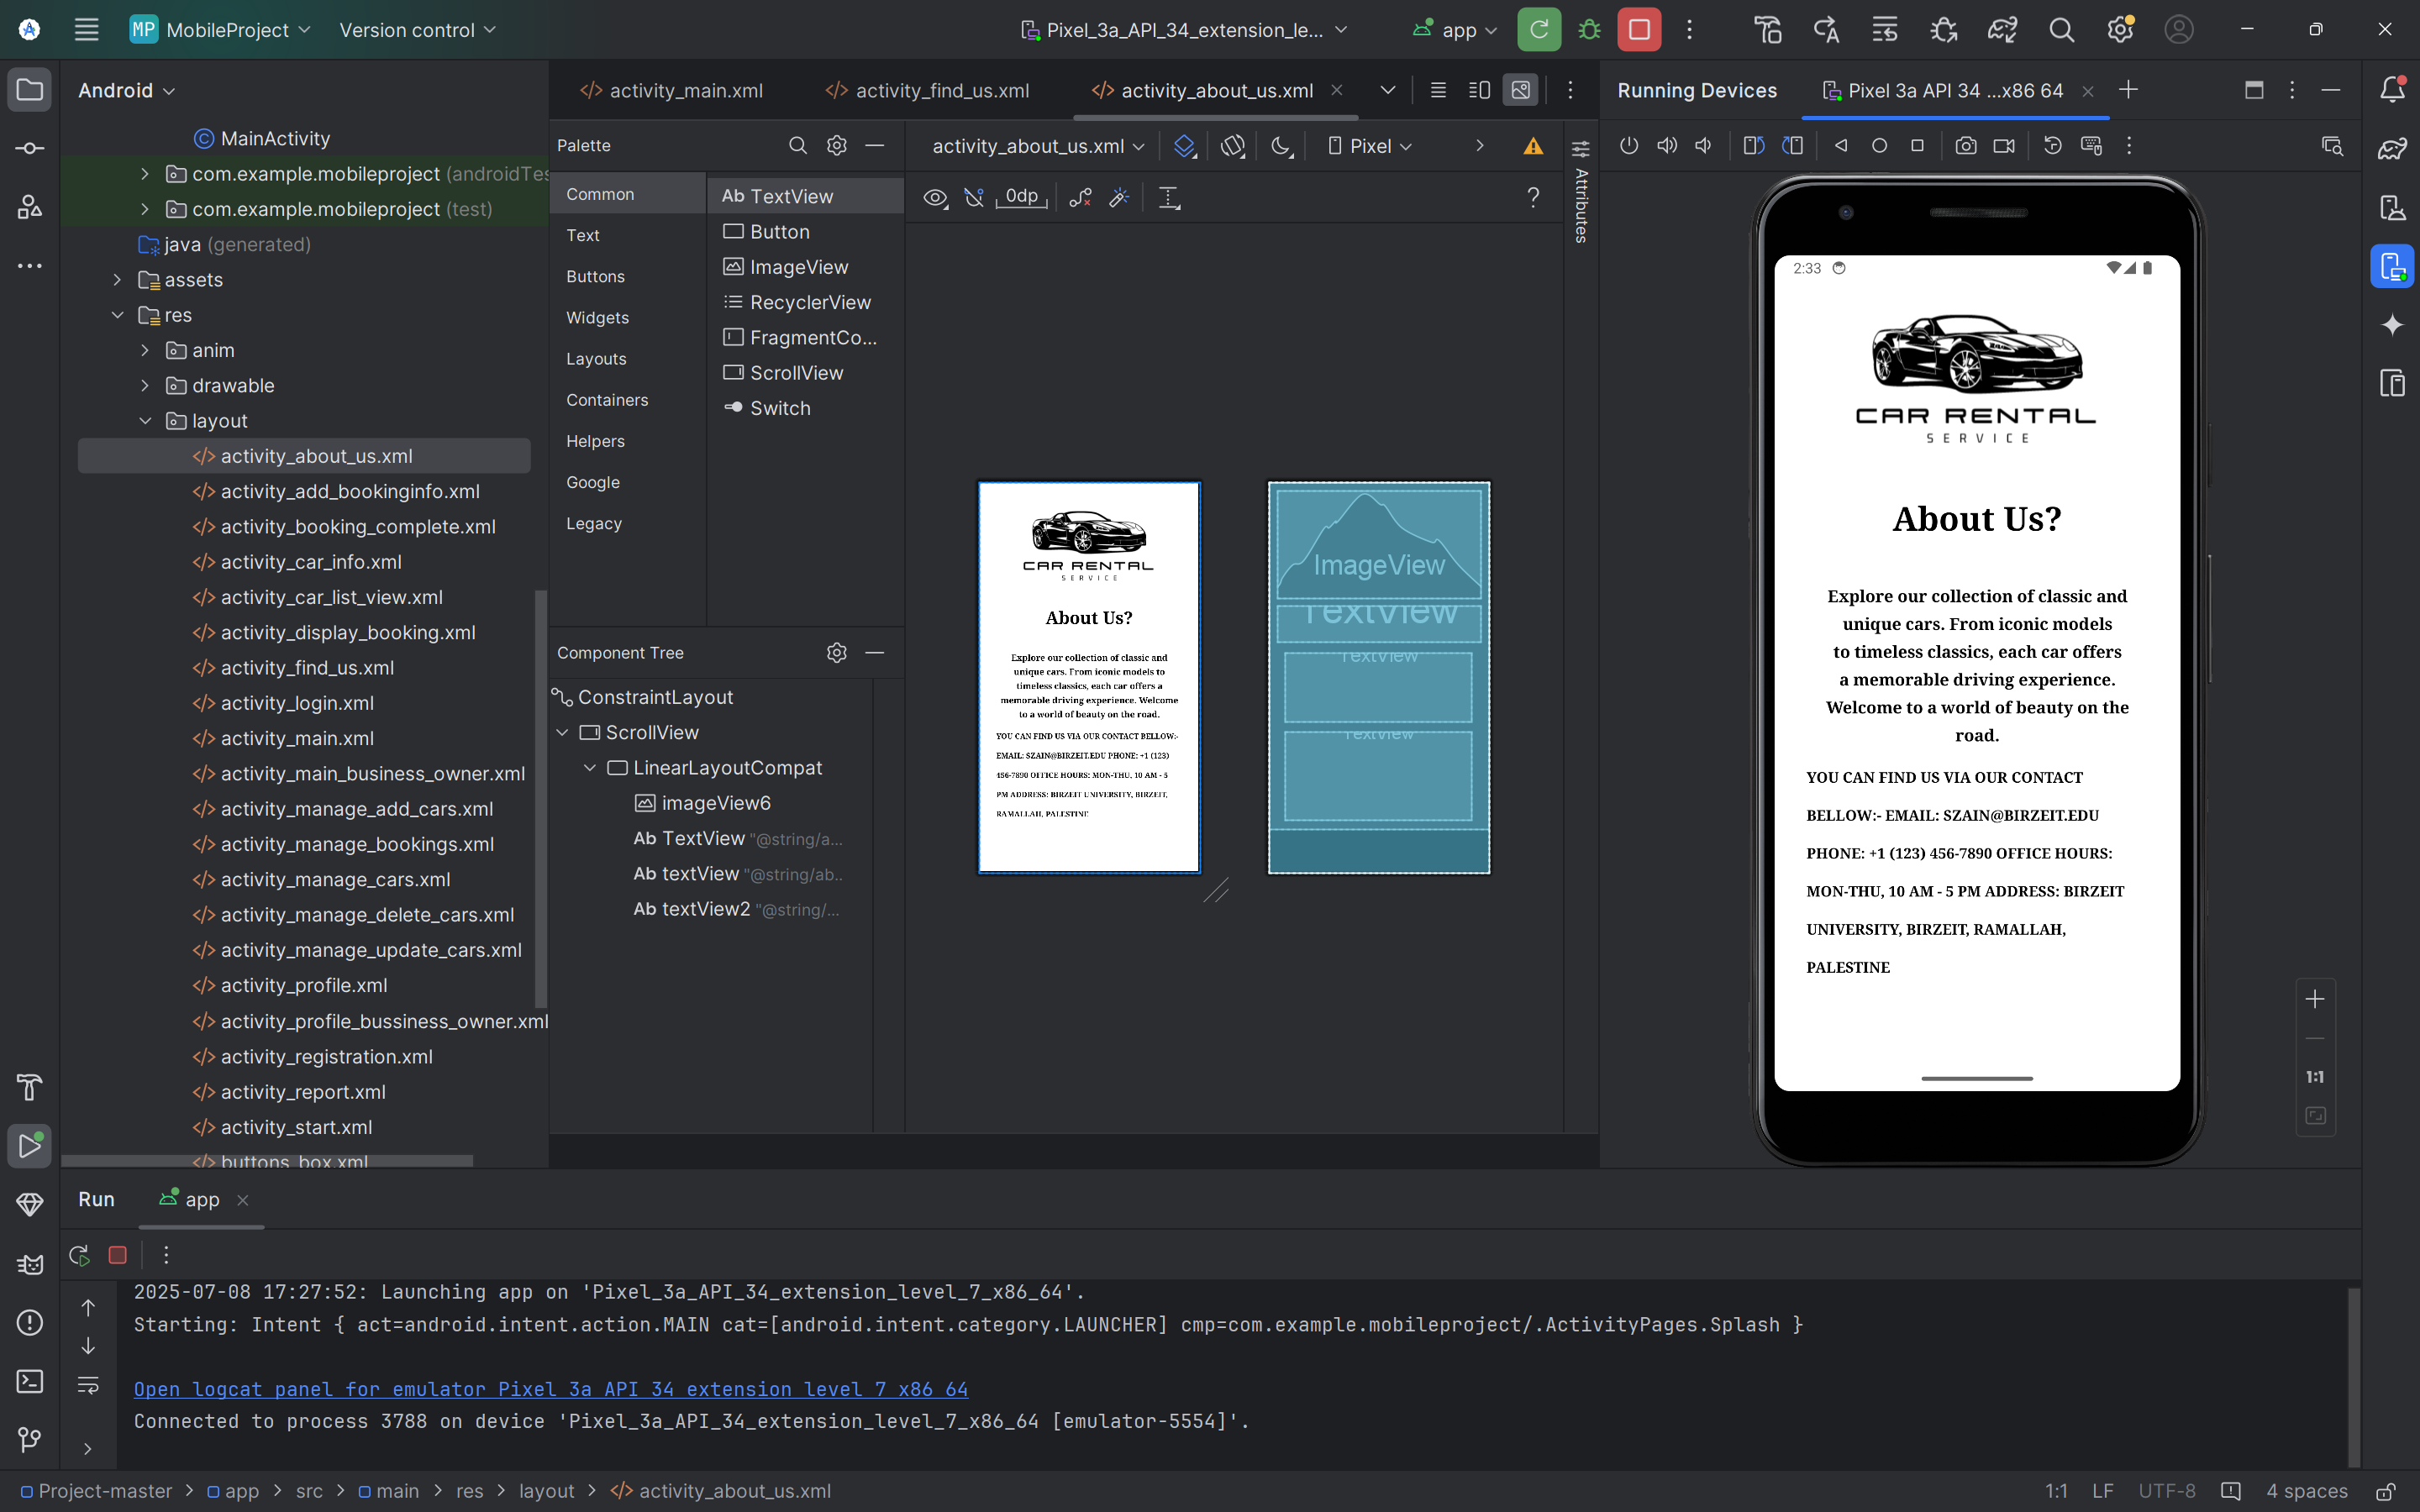 MP MobileProject
Version control
Pixel_3a_API_34_extension_le...
app
Android
activity_main.xml
activity_find_us.xml
activity_about_us.xml
Running Devices
Pixel 3a API 34 ...x86 64
MainActivity
com.example.mobileproject (androidTes
com.example.mobileproject (test)
java (generated)
assets
res
anim
drawable
layout
activity_about_us.xml
activity_add_bookinginfo.xml
activity_booking_complete.xml
activity_car_info.xml
activity_car_list_view.xml
activity_display_booking.xml
activity_find_us.xml
activity_login.xml
activity_main.xml
activity_main_business_owner.xml
activity_manage_add_cars.xml
activity_manage_bookings.xml
activity_manage_cars.xml
activity_manage_delete_cars.xml
activity_manage_update_cars.xml
activity_profile.xml
activity_profile_bussiness_owner.xml
activity_registration.xml
activity_report.xml
activity_start.xml
buttons_box.xml
Palette
Common
Text
Buttons
Widgets
Layouts
Containers
Helpers
Google
Legacy
Ab TextView
Button
ImageView
RecyclerView
FragmentCo...
ScrollView
Switch
Component Tree
ConstraintLayout
ScrollView
LinearLayoutCompat
imageView6
Ab TextView "@string/a...
Ab textView "@string/ab..
Ab textView2 "@string/...
activity_about_us.xml
Pixel
0dp
?
Attributes
CAR RENTAL
SERVICE
About Us?
Explore our collection of classic and
unique cars. From iconic models to
timeless classics, each car offers a
memorable driving experience. Welcome
to a world of beauty on the road.
YOU CAN FIND US VIA OUR CONTACT BELLOW:-
EMAIL: SZAIN@BIRZEIT.EDU PHONE: +1 (123)
456-7890 OFFICE HOURS: MON-THU, 10 AM - 5
PM ADDRESS: BIRZEIT UNIVERSITY, BIRZEIT,
RAMALLAH, PALESTINE
ImageView
TextView
TextView
TextView
2:33
CAR RENTAL
SERVICE
About Us?
Explore our collection of classic and
unique cars. From iconic models
to timeless classics, each car offers
a memorable driving experience.
Welcome to a world of beauty on the
road.
YOU CAN FIND US VIA OUR CONTACT
BELLOW:- EMAIL: SZAIN@BIRZEIT.EDU
PHONE: +1 (123) 456-7890 OFFICE HOURS:
MON-THU, 10 AM - 5 PM ADDRESS: BIRZEIT
UNIVERSITY, BIRZEIT, RAMALLAH,
PALESTINE
1:1
Run
app
2025-07-08 17:27:52: Launching app on 'Pixel_3a_API_34_extension_level_7_x86_64'.
Starting: Intent { act=android.intent.action.MAIN cat=[android.intent.category.LAUNCHER] cmp=com.example.mobileproject/.ActivityPages.Splash }
Open logcat panel for emulator Pixel 3a API 34 extension level 7 x86 64
Connected to process 3788 on device 'Pixel_3a_API_34_extension_level_7_x86_64 [emulator-5554]'.
Project-master > app > src > main > res > layout > activity_about_us.xml
1:1 LF UTF-8 4 spaces